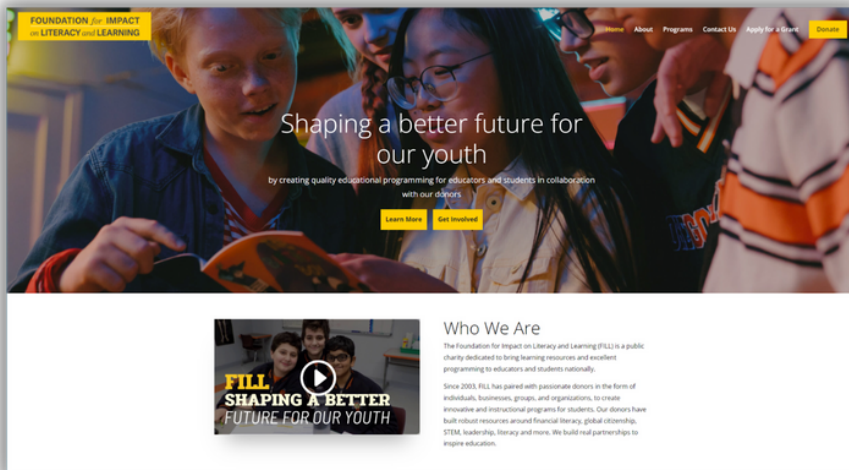 FOUNDATION for IMPACT
on LITERACY and LEARNING
Home About Programs Contact Us Apply for a Grant Donate
Shaping a better future for
our youth
by creating quality educational programming for educators and students in collaboration
with our donors
Learn More Get Involved
FILL
SHAPING A BETTER
FUTURE FOR OUR YOUTH
Who We Are
The Foundation for Impact on Literacy and Learning (FILL) is a public
charity dedicated to bring learning resources and excellent
programming to educators and students nationally.
Since 2003, FILL has paired with passionate donors in the form of
individuals, businesses, groups, and organizations, to create
innovative and instructional programs for students. Our donors have
built robust resources around financial literacy, global citizenship,
STEM, leadership, literacy and more. We build real partnerships to
inspire education.